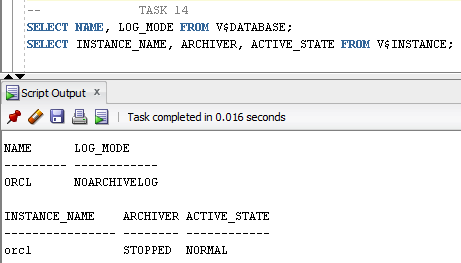 --          TASK 14
SELECT NAME, LOG_MODE FROM V$DATABASE;
SELECT INSTANCE_NAME, ARCHIVER, ACTIVE_STATE FROM V$INSTANCE;
Script Output x
Task completed in 0.016 seconds
NAME      LOG_MODE
--------- ------------
ORCL      NOARCHIVELOG
INSTANCE_NAME    ARCHIVER ACTIVE_STATE
---------------- -------- ------------
orcl             STOPPED  NORMAL